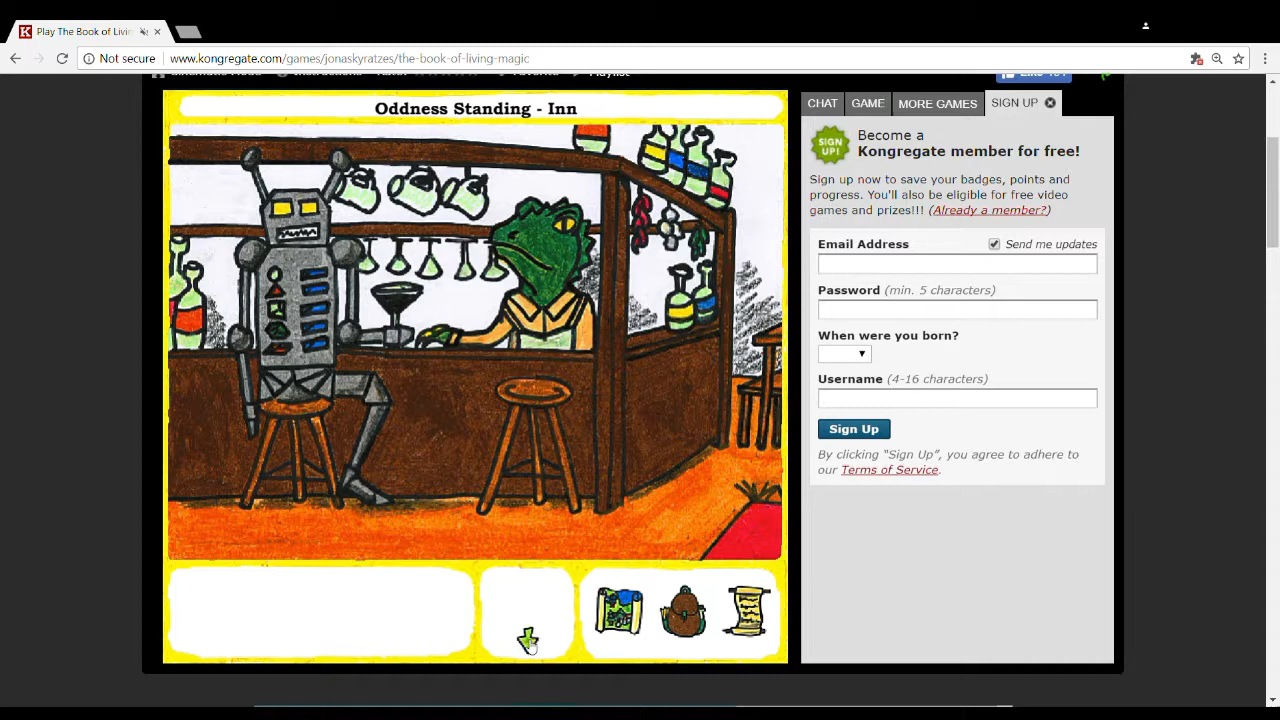 Play The Book of Livin
Not secure
www.kongregate.com/games/jonaskyratzes/the-book-of-living-magic
Oddness Standing - Inn
CHAT
GAME
MORE GAMES
SIGN UP
SIGN UP!
Become a
Kongregate member for free!
Sign up now to save your badges, points and
progress. You'll also be eligible for free video
games and prizes!!! (Already a member?)
Email Address
Send me updates
Password (min. 5 characters)
When were you born?
Username (4-16 characters)
Sign Up
By clicking "Sign Up", you agree to adhere to
our Terms of Service.